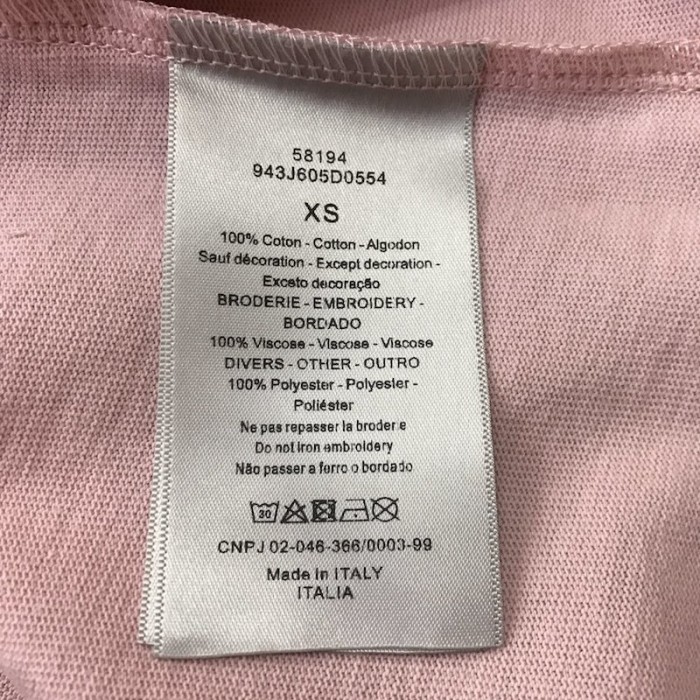 58194
943J605D0554
XS
100% Coton - Cotton - Algodon
Sauf décoration - Except decoration -
Exceto decoração
BRODERIE - EMBROIDERY -
BORDADO
100% Viscose - Viscose - Viscose
DIVERS - OTHER - OUTRO
100% Polyester - Polyester -
Poliéster
Ne pas repasser la broderie
Do not iron embroidery
Não passar a ferro o bordado
30
CNPJ 02-046-366/0003-99
Made in ITALY
ITALIA